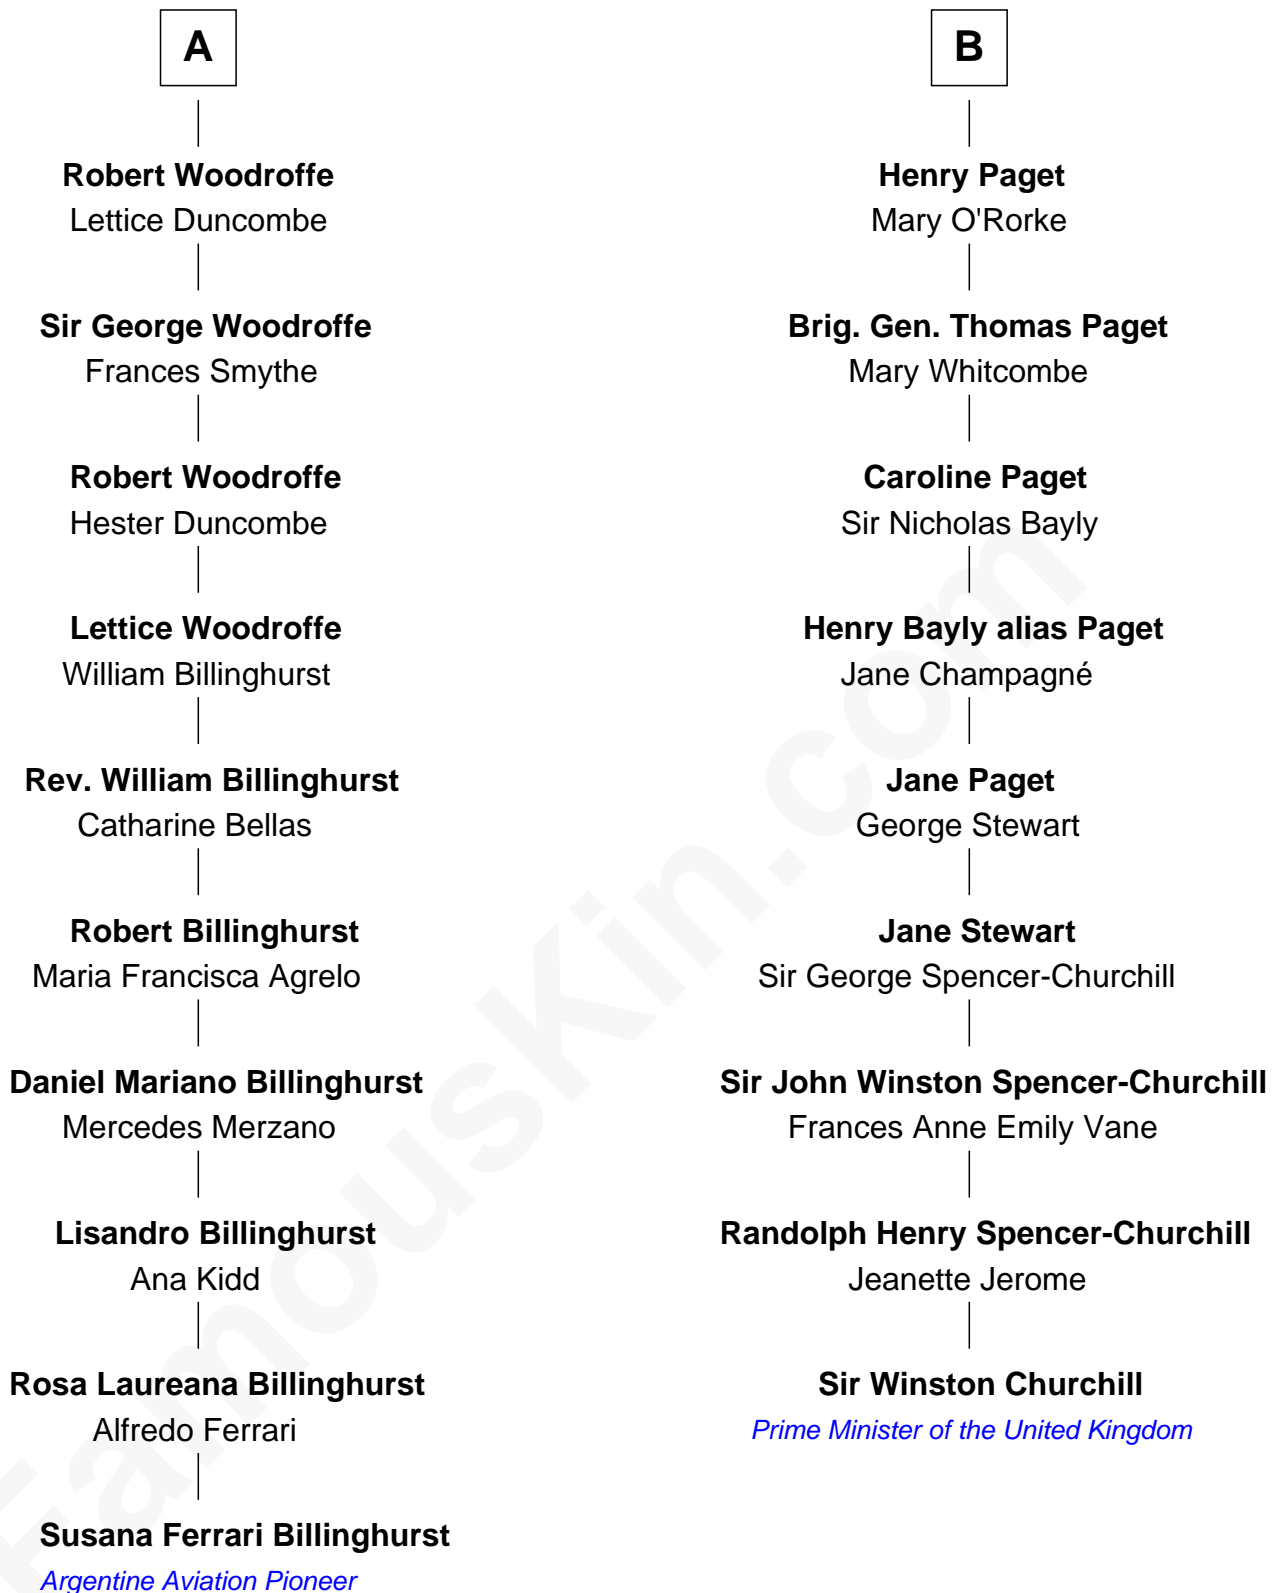 A
Robert Woodroffe
Lettice Duncombe
Sir George Woodroffe
Frances Smythe
Robert Woodroffe
Hester Duncombe
Lettice Woodroffe
William Billinghurst
Rev. William Billinghurst
Catharine Bellas
Robert Billinghurst
Maria Francisca Agrelo
Daniel Mariano Billinghurst
Mercedes Merzano
Lisandro Billinghurst
Ana Kidd
Rosa Laureana Billinghurst
Alfredo Ferrari
Susana Ferrari Billinghurst
Argentine Aviation Pioneer
B
Henry Paget
Mary O'Rorke
Brig. Gen. Thomas Paget
Mary Whitcombe
Caroline Paget
Sir Nicholas Bayly
Henry Bayly alias Paget
Jane Champagné
Jane Paget
George Stewart
Jane Stewart
Sir George Spencer-Churchill
Sir John Winston Spencer-Churchill
Frances Anne Emily Vane
Randolph Henry Spencer-Churchill
Jeanette Jerome
Sir Winston Churchill
Prime Minister of the United Kingdom
FamousKin.com